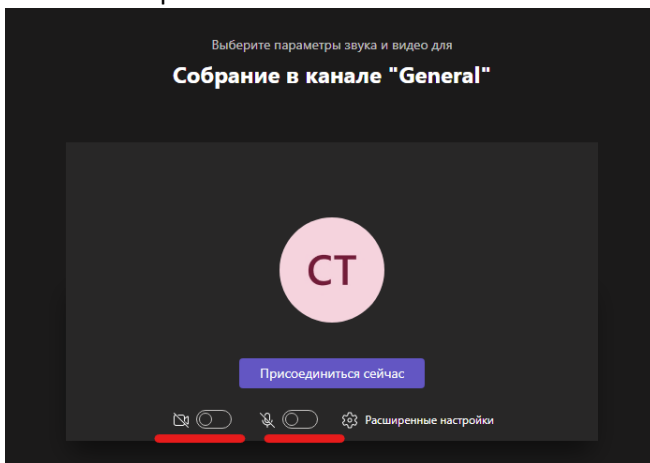 Выберите параметры звука и видео для
Собрание в канале "General"
СТ
Присоединиться сейчас
Расширенные настройки